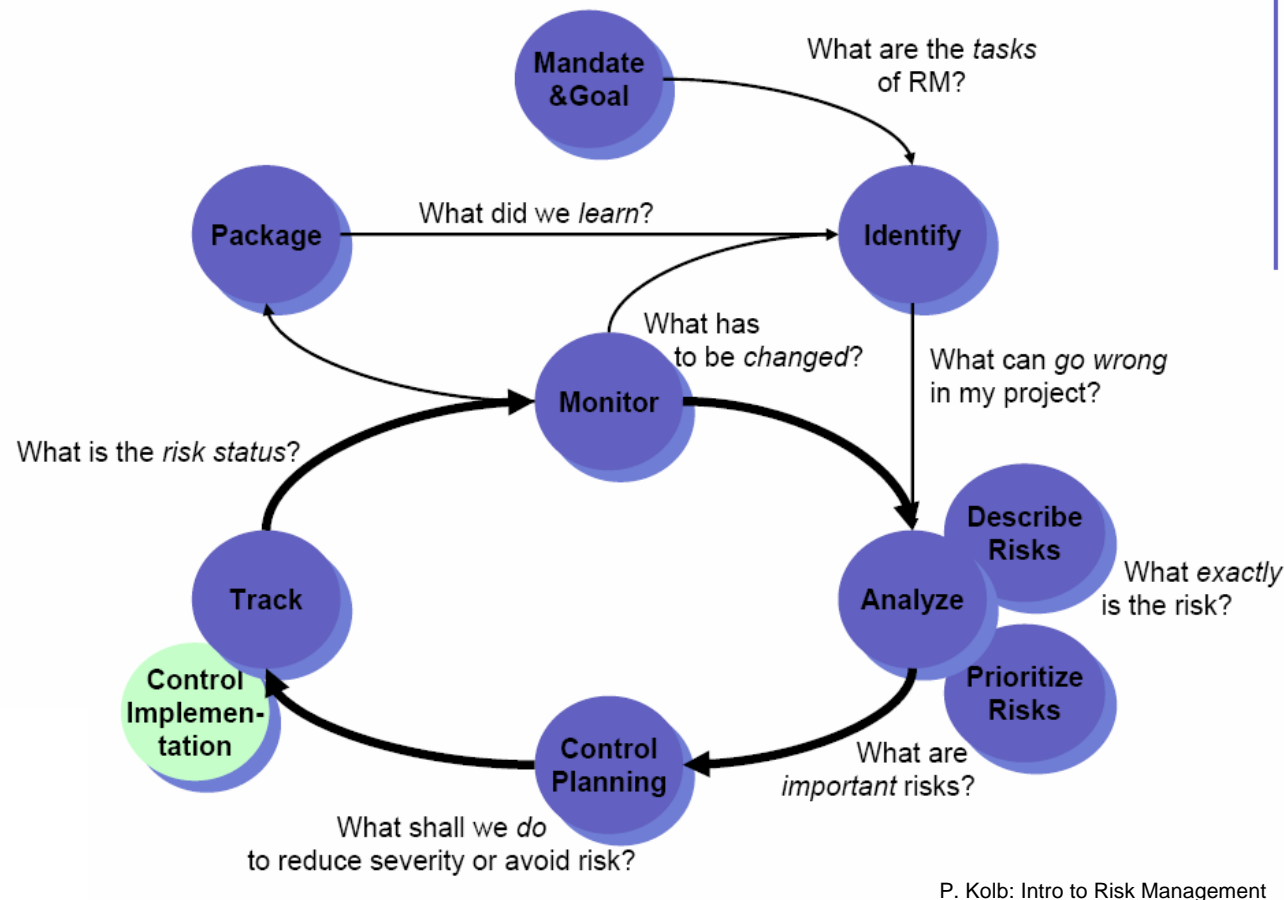 Mandate
&Goal
What are the tasks
of RM?
Package
What did we learn?
Identify
What has
to be changed?
What can go wrong
in my project?
Monitor
What is the risk status?
Describe
Risks
What exactly
is the risk?
Track
Analyze
Control
Implemen-
tation
Prioritize
Risks
Control
Planning
What are
important risks?
What shall we do
to reduce severity or avoid risk?
P. Kolb: Intro to Risk Management